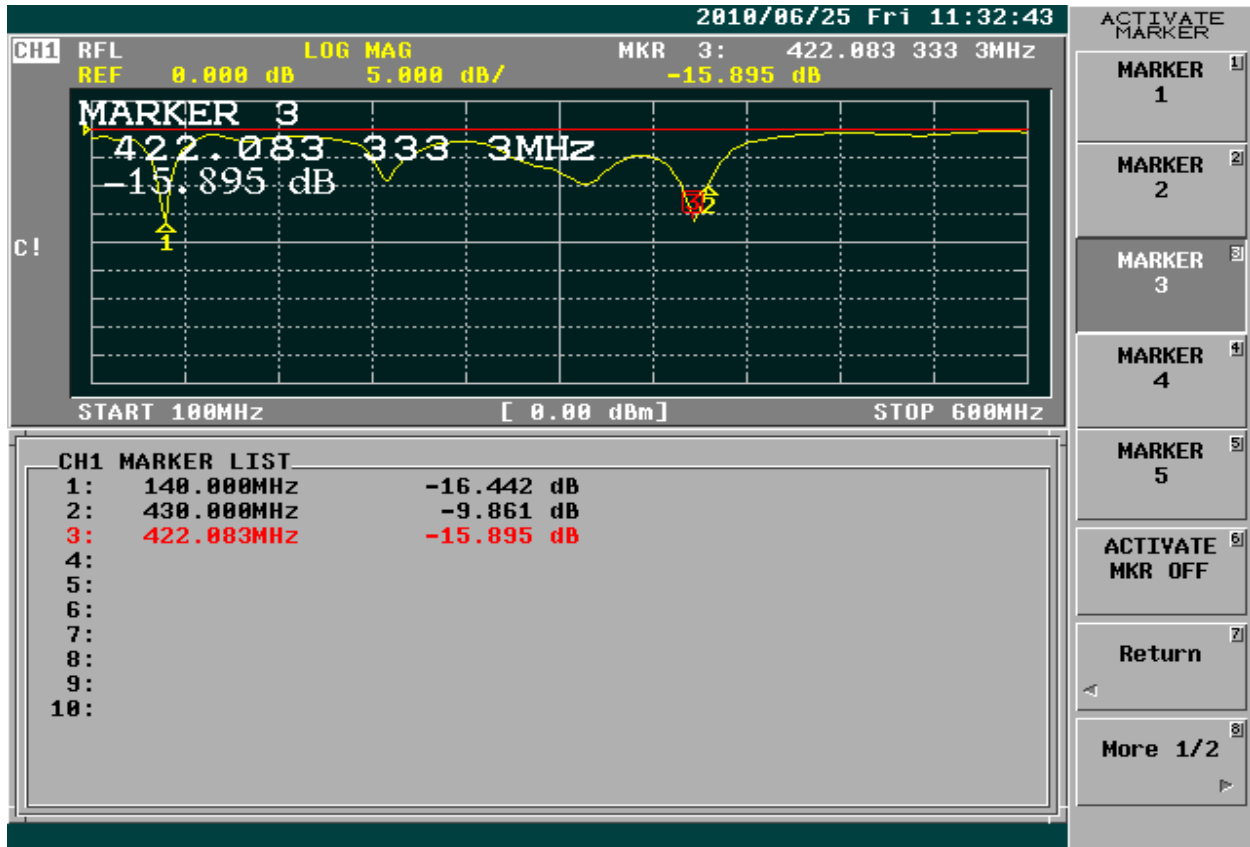 2010/06/25 Fri 11:32:43
CH1 RFL LOG MAG MKR 3: 422.083 333 3MHz
REF 0.000 dB 5.000 dB/ -15.895 dB
MARKER 3
422.083 333 3MHz
-15.895 dB
1
3
2
C!
START 100MHz [ 0.00 dBm] STOP 600MHz
CH1 MARKER LIST
1: 140.000MHz -16.442 dB
2: 430.000MHz -9.861 dB
3: 422.083MHz -15.895 dB
4:
5:
6:
7:
8:
9:
10:
ACTIVATE
MARKER
MARKER 1
1
MARKER 2
2
MARKER 3
3
MARKER 4
4
MARKER 5
5
ACTIVATE 6
MKR OFF
7
Return
8
More 1/2